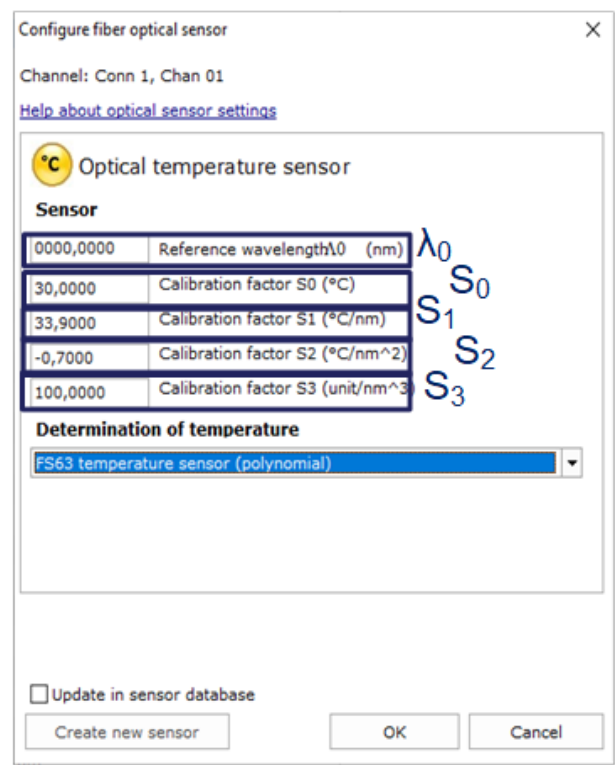 Configure fiber optical sensor
Channel: Conn 1, Chan 01
Help about optical sensor settings
°C Optical temperature sensor
Sensor
0000,0000 Reference wavelengthλ0 (nm) λ₀
30,0000 Calibration factor S0 (°C) S₀
33,9000 Calibration factor S1 (°C/nm) S₁
-0,7000 Calibration factor S2 (°C/nm^2) S₂
100,0000 Calibration factor S3 (unit/nm^3) S₃
Determination of temperature
FS63 temperature sensor (polynomial)
Update in sensor database
Create new sensor OK Cancel